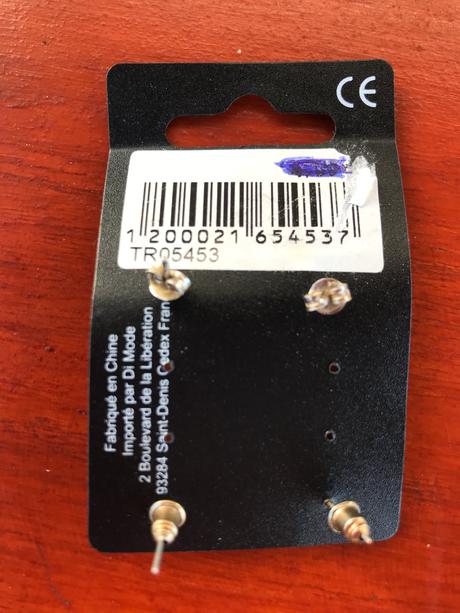 CE
1 200021 654537
TR05453
Fabriqué en Chine
Importé par Di Mode
2 Boulevard de la Libération
93284 Saint-Denis Cedex Fran